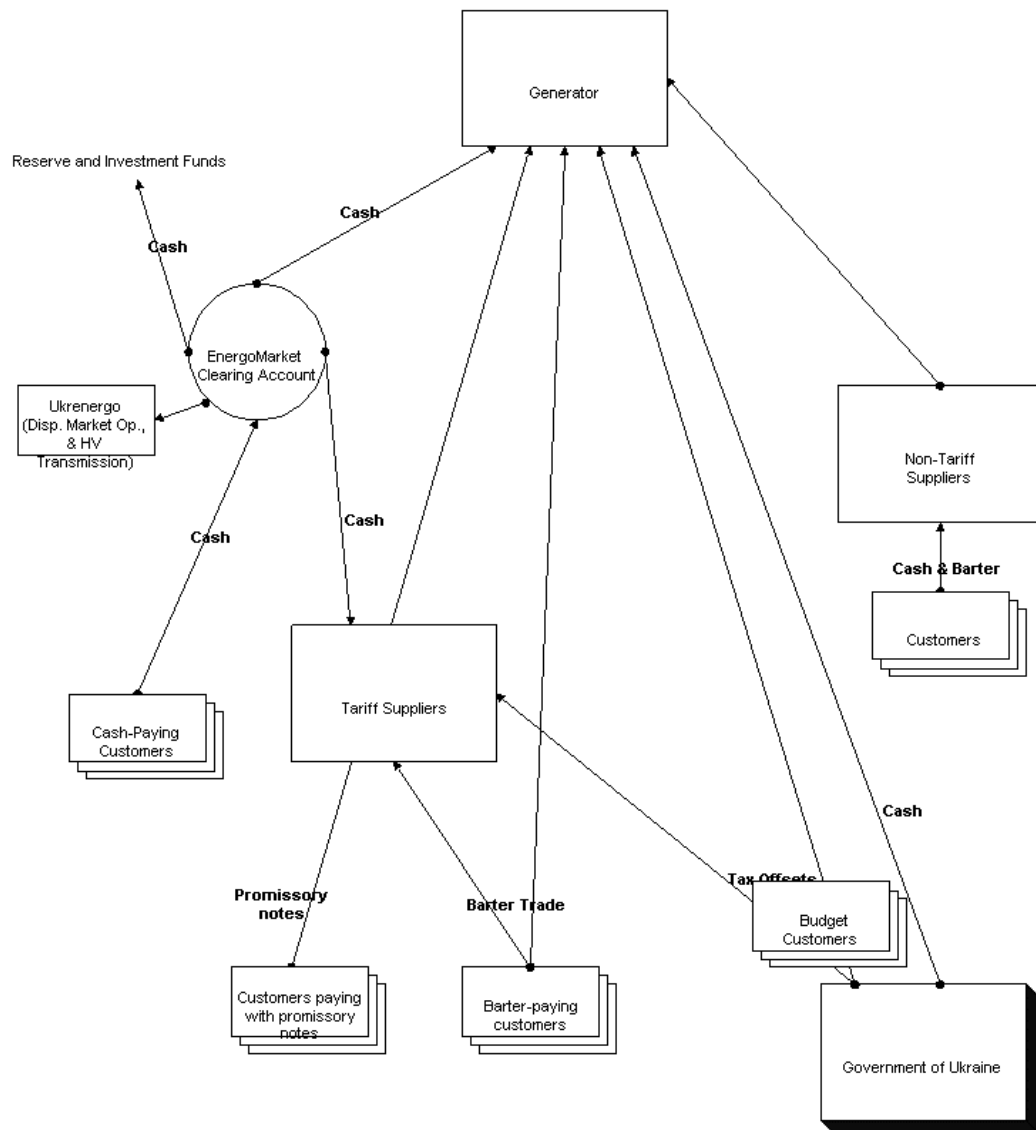 Generator
Reserve and Investment Funds
Cash
Cash
EnergoMarket
Clearing Account
Ukrenergo
(Disp. Market Op.,
& HV
Transmission)
Non-Tariff
Suppliers
Cash
Cash
Cash & Barter
Customers
Tariff Suppliers
Cash-Paying
Customers
Cash
Tax Offsets
Promissory
notes
Barter Trade
Budget
Customers
Customers paying
with promissory
notes
Barter-paying
customers
Government of Ukraine